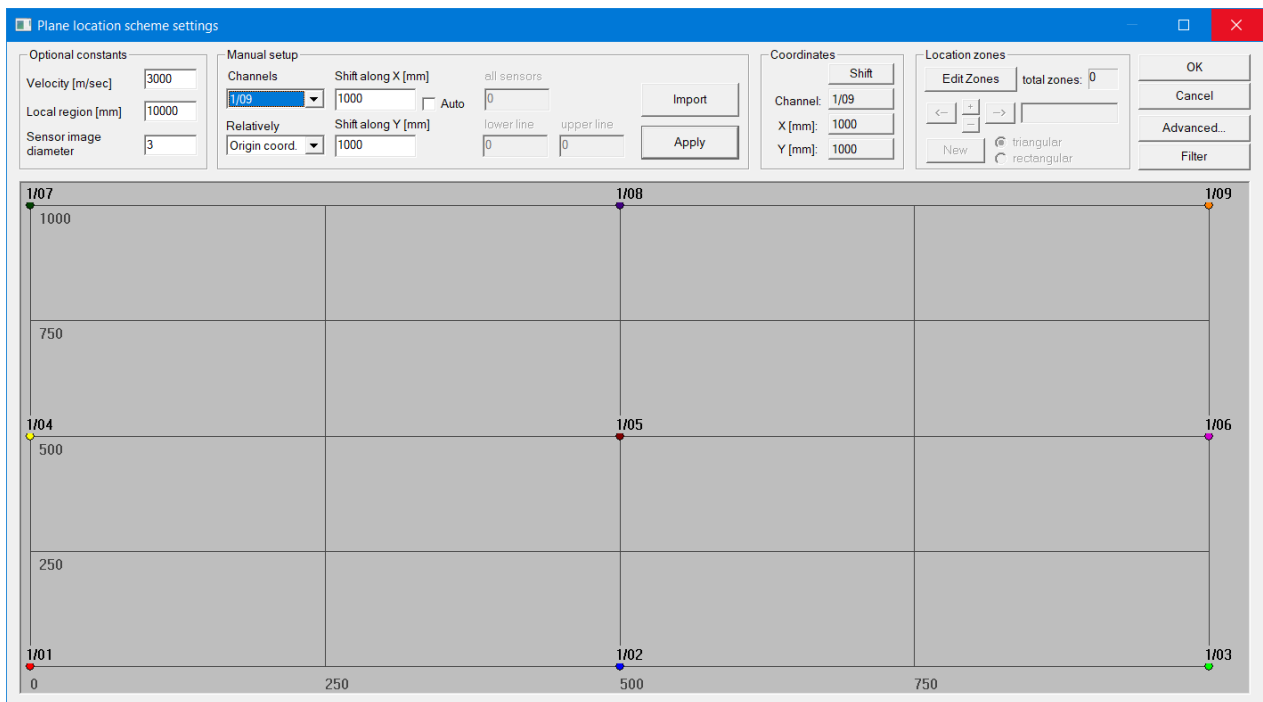 Plane location scheme settings
Optional constants
Velocity [m/sec] 3000
Local region [mm] 10000
Sensor image diameter 3
Manual setup
Channels
1/09
Relatively
Origin coord.
Shift along X [mm]
1000
Auto
Shift along Y [mm]
1000
all sensors
0
lower line
0
upper line
0
Import
Apply
Coordinates
Shift
Channel: 1/09
X [mm]: 1000
Y [mm]: 1000
Location zones
Edit Zones total zones: 0
<-- + - -->
New
triangular
rectangular
OK
Cancel
Advanced...
Filter
1/07 1/08 1/09
1000
750
1/04 1/05 1/06
500
250
1/01 1/02 1/03
0 250 500 750